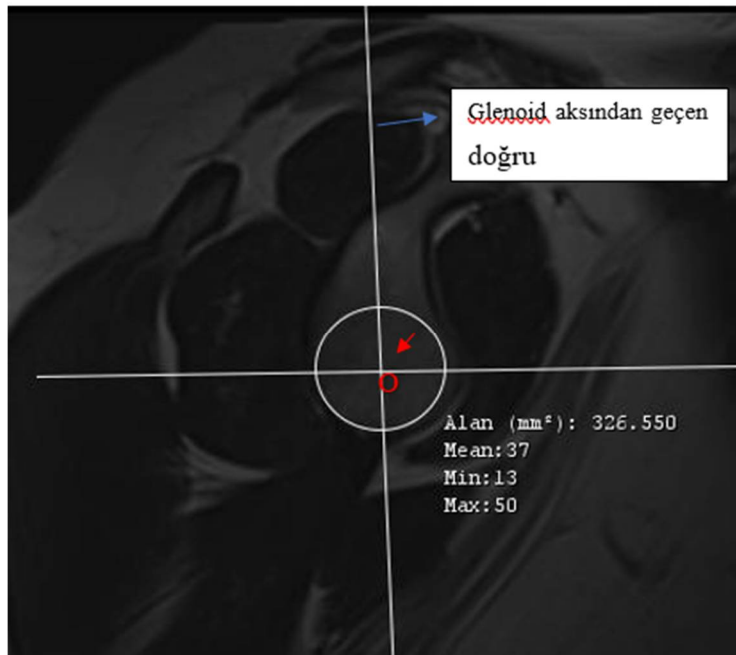 Glenoid aksından geçen
doğru
O
Alan (mm²): 326.550
Mean:37
Min:13
Max:50